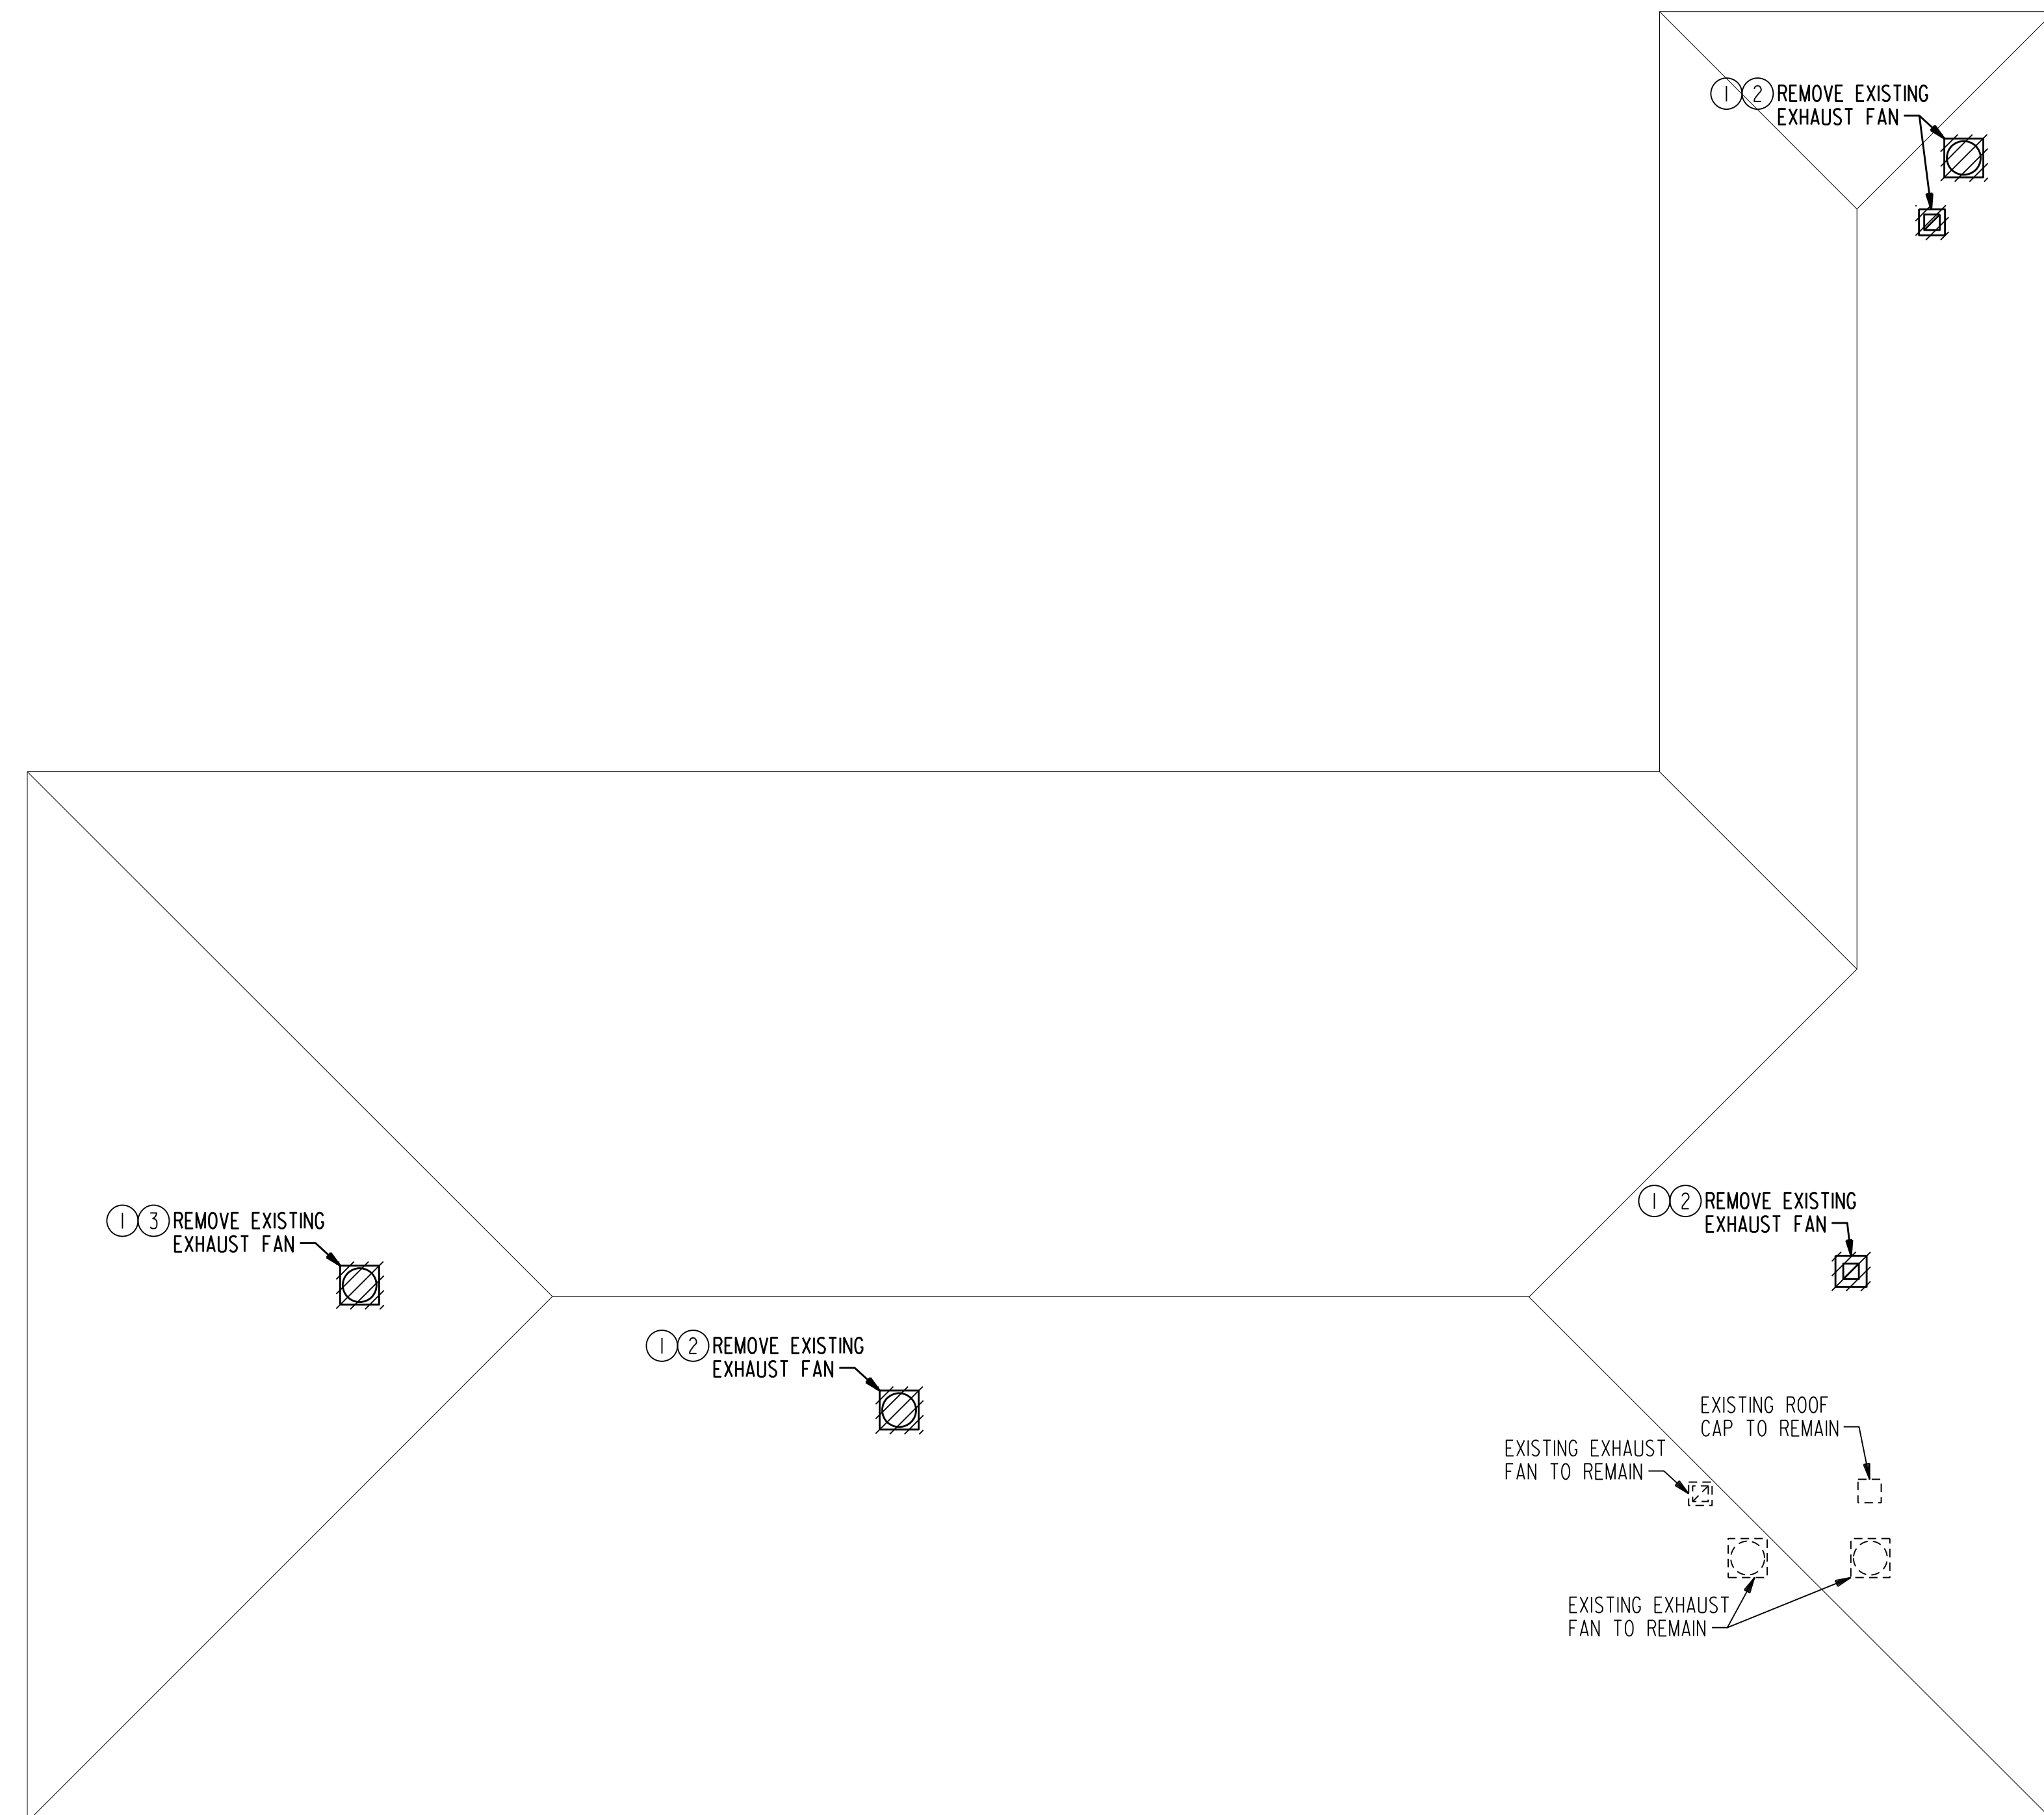 1 2 REMOVE EXISTING
EXHAUST FAN
1 3 REMOVE EXISTING
EXHAUST FAN
1 2 REMOVE EXISTING
EXHAUST FAN
1 2 REMOVE EXISTING
EXHAUST FAN
EXISTING ROOF
CAP TO REMAIN
EXISTING EXHAUST
FAN TO REMAIN
EXISTING EXHAUST
FAN TO REMAIN